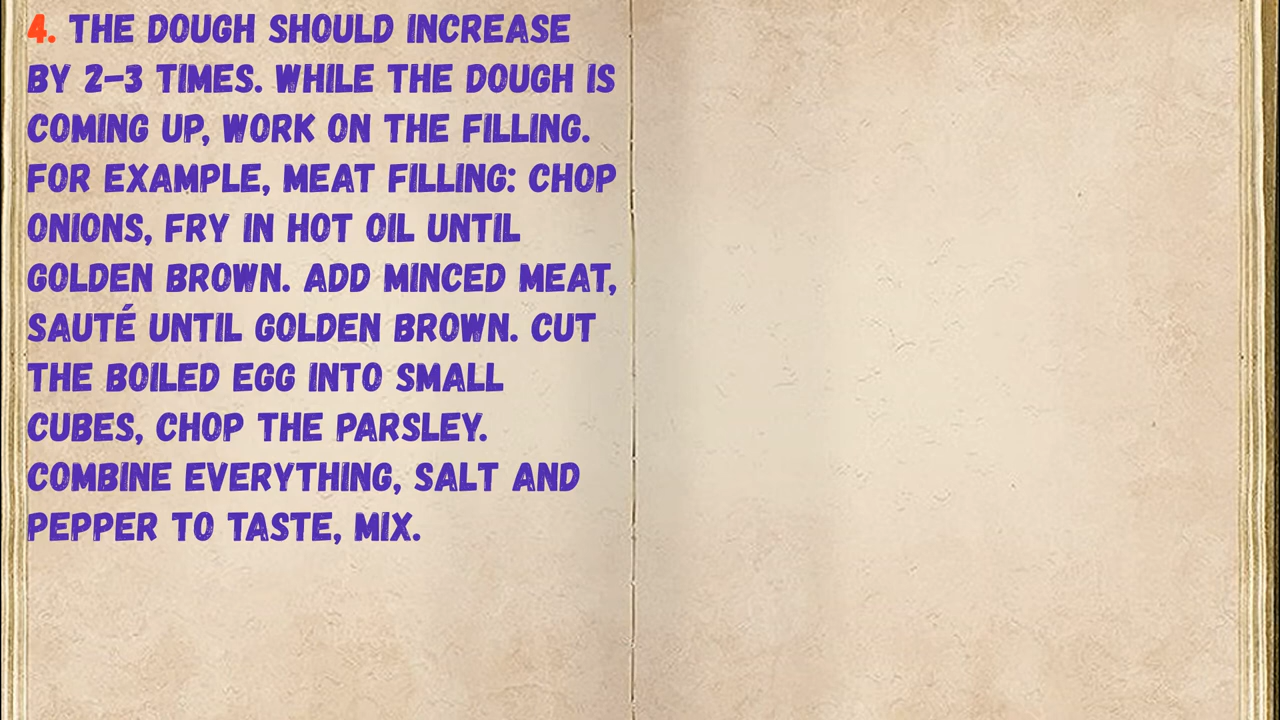 4. THE DOUGH SHOULD INCREASE
BY 2–3 TIMES. WHILE THE DOUGH IS
COMING UP, WORK ON THE FILLING.
FOR EXAMPLE, MEAT FILLING: CHOP
ONIONS, FRY IN HOT OIL UNTIL
GOLDEN BROWN. ADD MINCED MEAT,
SAUTÉ UNTIL GOLDEN BROWN. CUT
THE BOILED EGG INTO SMALL
CUBES, CHOP THE PARSLEY.
COMBINE EVERYTHING, SALT AND
PEPPER TO TASTE, MIX.